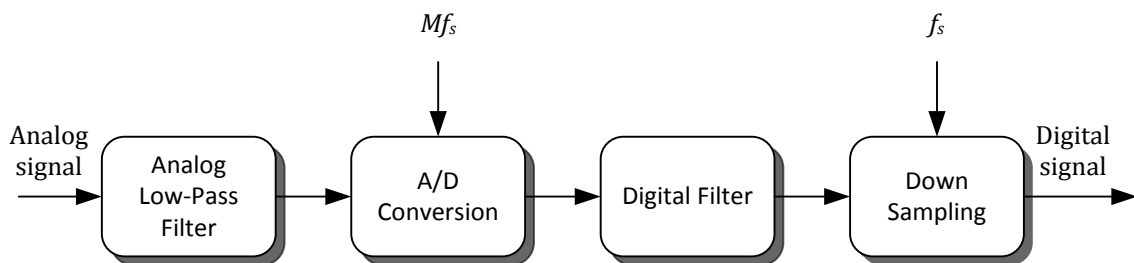 Mfs
fs
Analog
signal
Analog
Low-Pass
Filter
A/D
Conversion
Digital Filter
Down
Sampling
Digital
signal